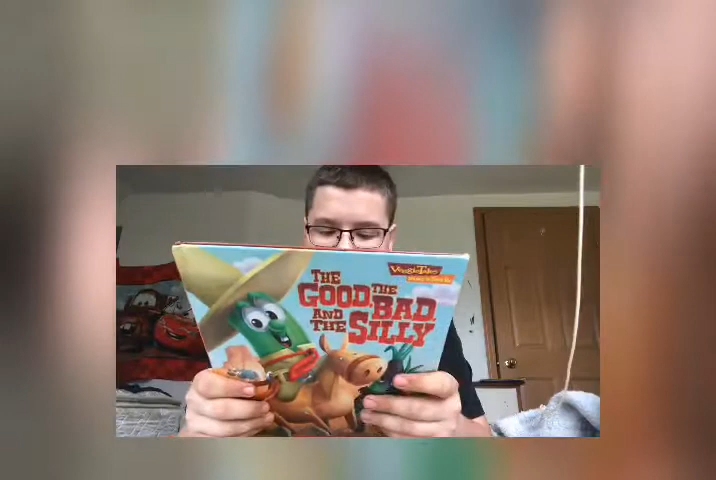 VeggieTales
THE
GOOD, THE
BAD
AND
THE SILLY